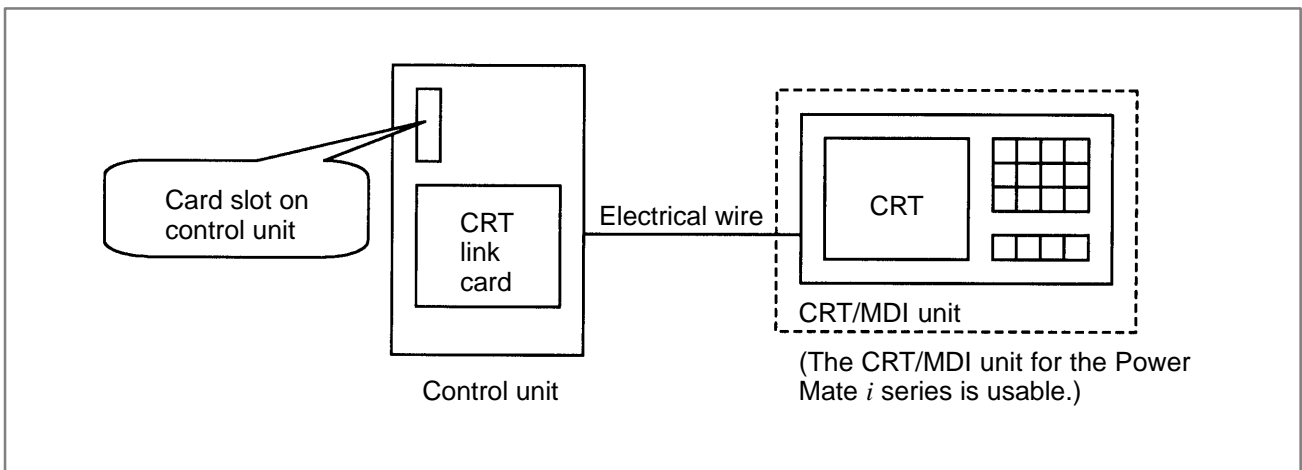 Card slot on
control unit
CRT
link
card
Electrical wire
CRT
CRT/MDI unit
Control unit
(The CRT/MDI unit for the Power
Mate i series is usable.)